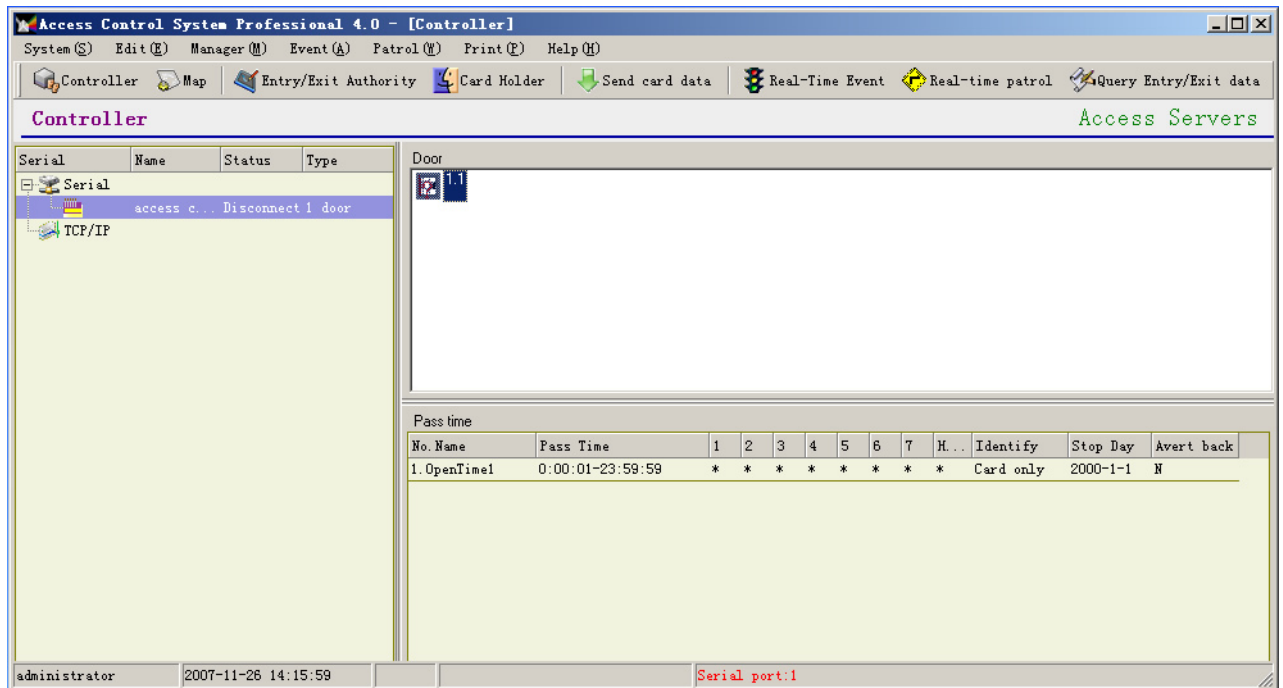 Access Control System Professional 4.0 - [Controller]
System(S) Edit(E) Manager(M) Event(A) Patrol(W) Print(P) Help(H)
Controller Map Entry/Exit Authority Card Holder Send card data Real-Time Event Real-time patrol Query Entry/Exit data
Controller Access Servers
Serial Name Status Type
Serial
access c... Disconnect 1 door
TCP/IP
Door
1.1
Pass time
No. Name Pass Time 1 2 3 4 5 6 7 H... Identify Stop Day Avert back
1.OpenTime1 0:00:01-23:59:59 * * * * * * * * Card only 2000-1-1 N
administrator 2007-11-26 14:15:59 Serial port:1